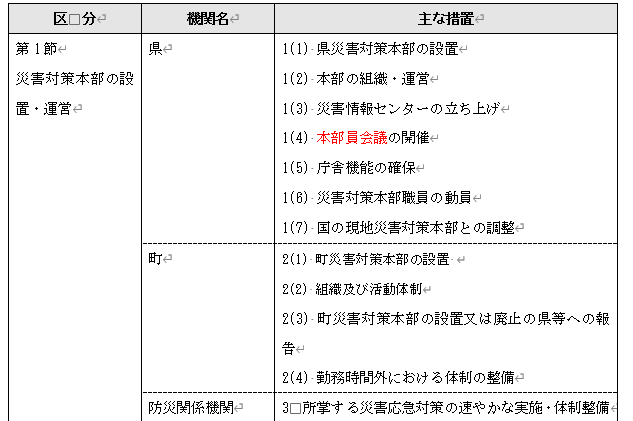 区□分 機関名 主な措置
第１節 県 1(1) 県災害対策本部の設置
災害対策本部の設 1(2) 本部の組織・運営
置・運営 1(3) 災害情報センターの立ち上げ
1(4) 本部員会議の開催
1(5) 庁舎機能の確保
1(6) 災害対策本部職員の動員
1(7) 国の現地災害対策本部との調整
町 2(1) 町災害対策本部の設置
2(2) 組織及び活動体制
2(3) 町災害対策本部の設置又は廃止の県等への報
告
2(4) 勤務時間外における体制の整備
防災関係機関 3□所掌する災害応急対策の速やかな実施・体制整備